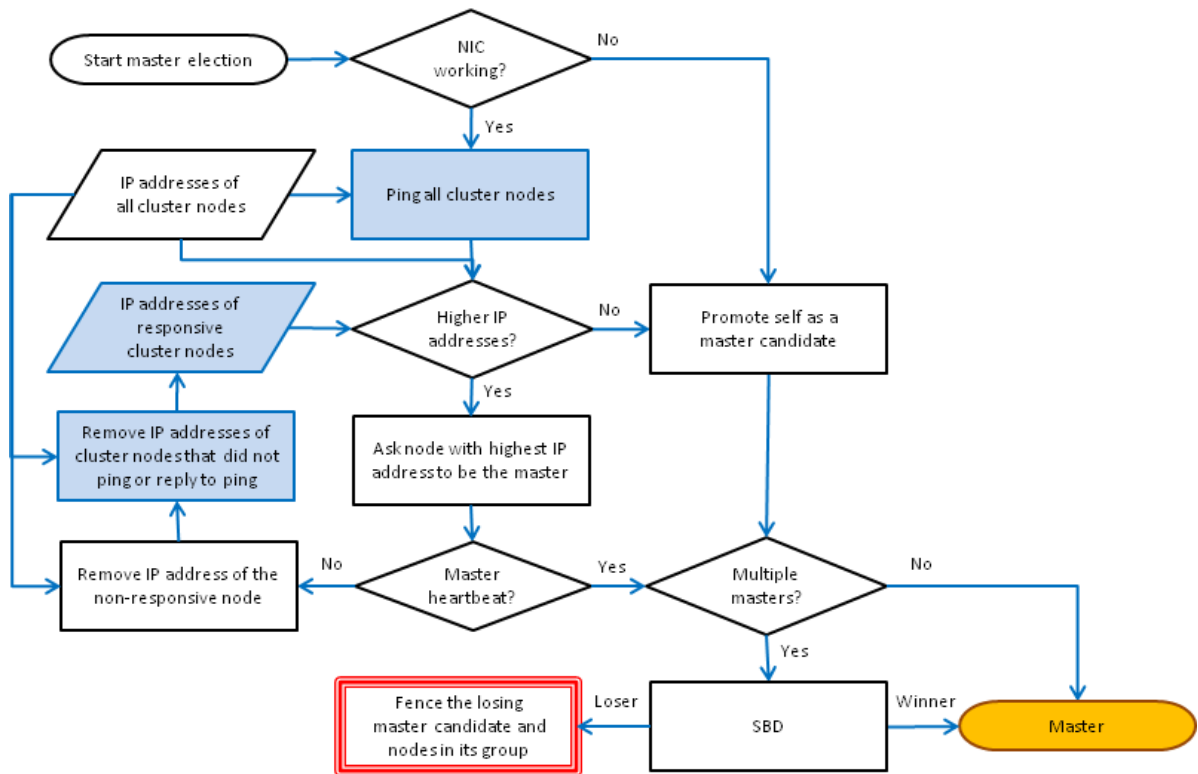 Start master election
NIC
working?
No
Yes
IP addresses of
all cluster nodes
Ping all cluster nodes
IP addresses of
responsive
cluster nodes
Higher IP
addresses?
No
Promote self as a
master candidate
Yes
Remove IP addresses of
cluster nodes that did not
ping or reply to ping
Ask node with highest IP
address to be the master
Remove IP address of the
non-responsive node
No
Master
heartbeat?
Yes
Multiple
masters?
No
Yes
Fence the losing
master candidate and
nodes in its group
Loser
SBD
Winner
Master